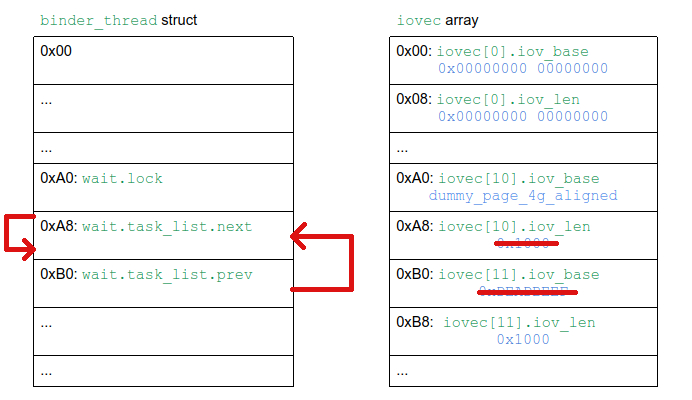 binder_thread struct
0x00
...
...
0xA0: wait.lock
0xA8: wait.task_list.next
0xB0: wait.task_list.prev
...
...
iovec array
0x00: iovec[0].iov_base
0x00000000 00000000
0x08: iovec[0].iov_len
0x00000000 00000000
...
0xA0: iovec[10].iov_base
dummy_page_4g_aligned
0xA8: iovec[10].iov_len
0x1000
0xB0: iovec[11].iov_base
0xDEADBEEF
0xB8: iovec[11].iov_len
0x1000
...